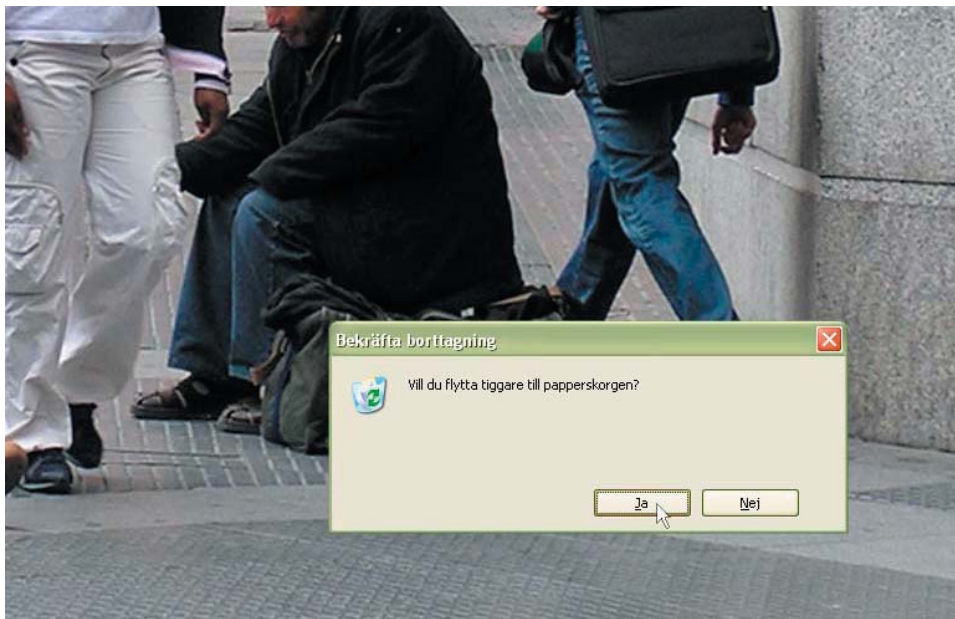 Bekräfta borttagning
Vill du flytta tiggare till papperskorgen?
Ja
Nej